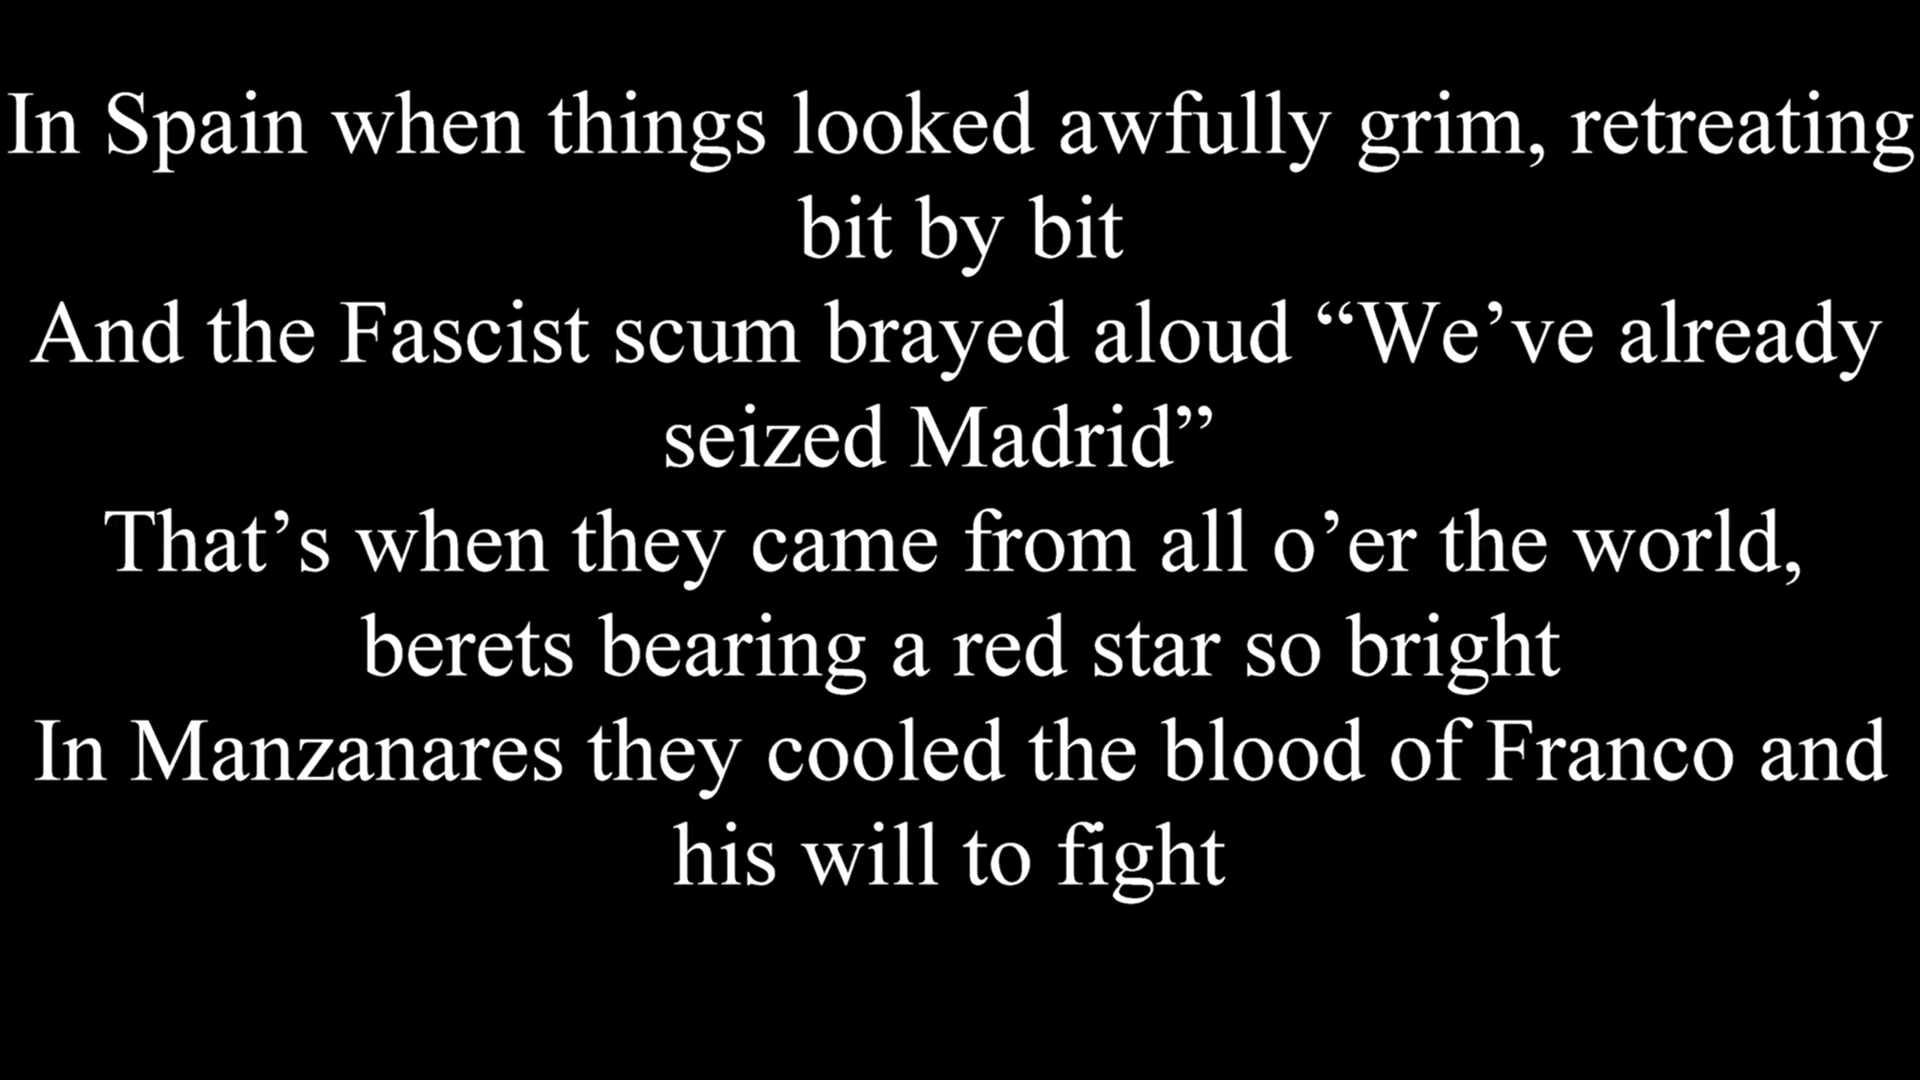 In Spain when things looked awfully grim, retreating
bit by bit
And the Fascist scum brayed aloud “We’ve already
seized Madrid”
That’s when they came from all o’er the world,
berets bearing a red star so bright
In Manzanares they cooled the blood of Franco and
his will to fight